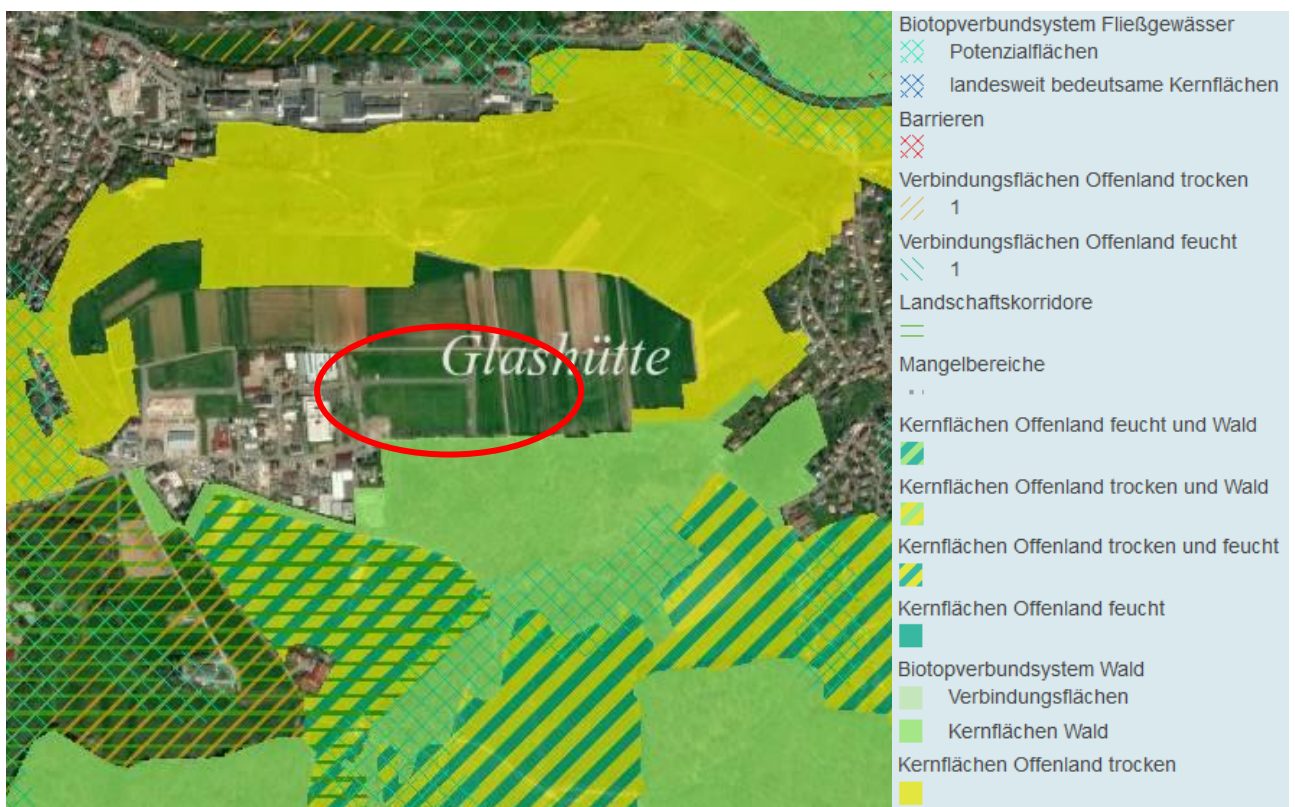 Glashütte
Biotopverbundsystem Fließgewässer
Potenzialflächen
landesweit bedeutsame Kernflächen
Barrieren
Verbindungsflächen Offenland trocken
1
Verbindungsflächen Offenland feucht
1
Landschaftskorridore
Mangelbereiche
Kernflächen Offenland feucht und Wald
Kernflächen Offenland trocken und Wald
Kernflächen Offenland trocken und feucht
Kernflächen Offenland feucht
Biotopverbundsystem Wald
Verbindungsflächen
Kernflächen Wald
Kernflächen Offenland trocken